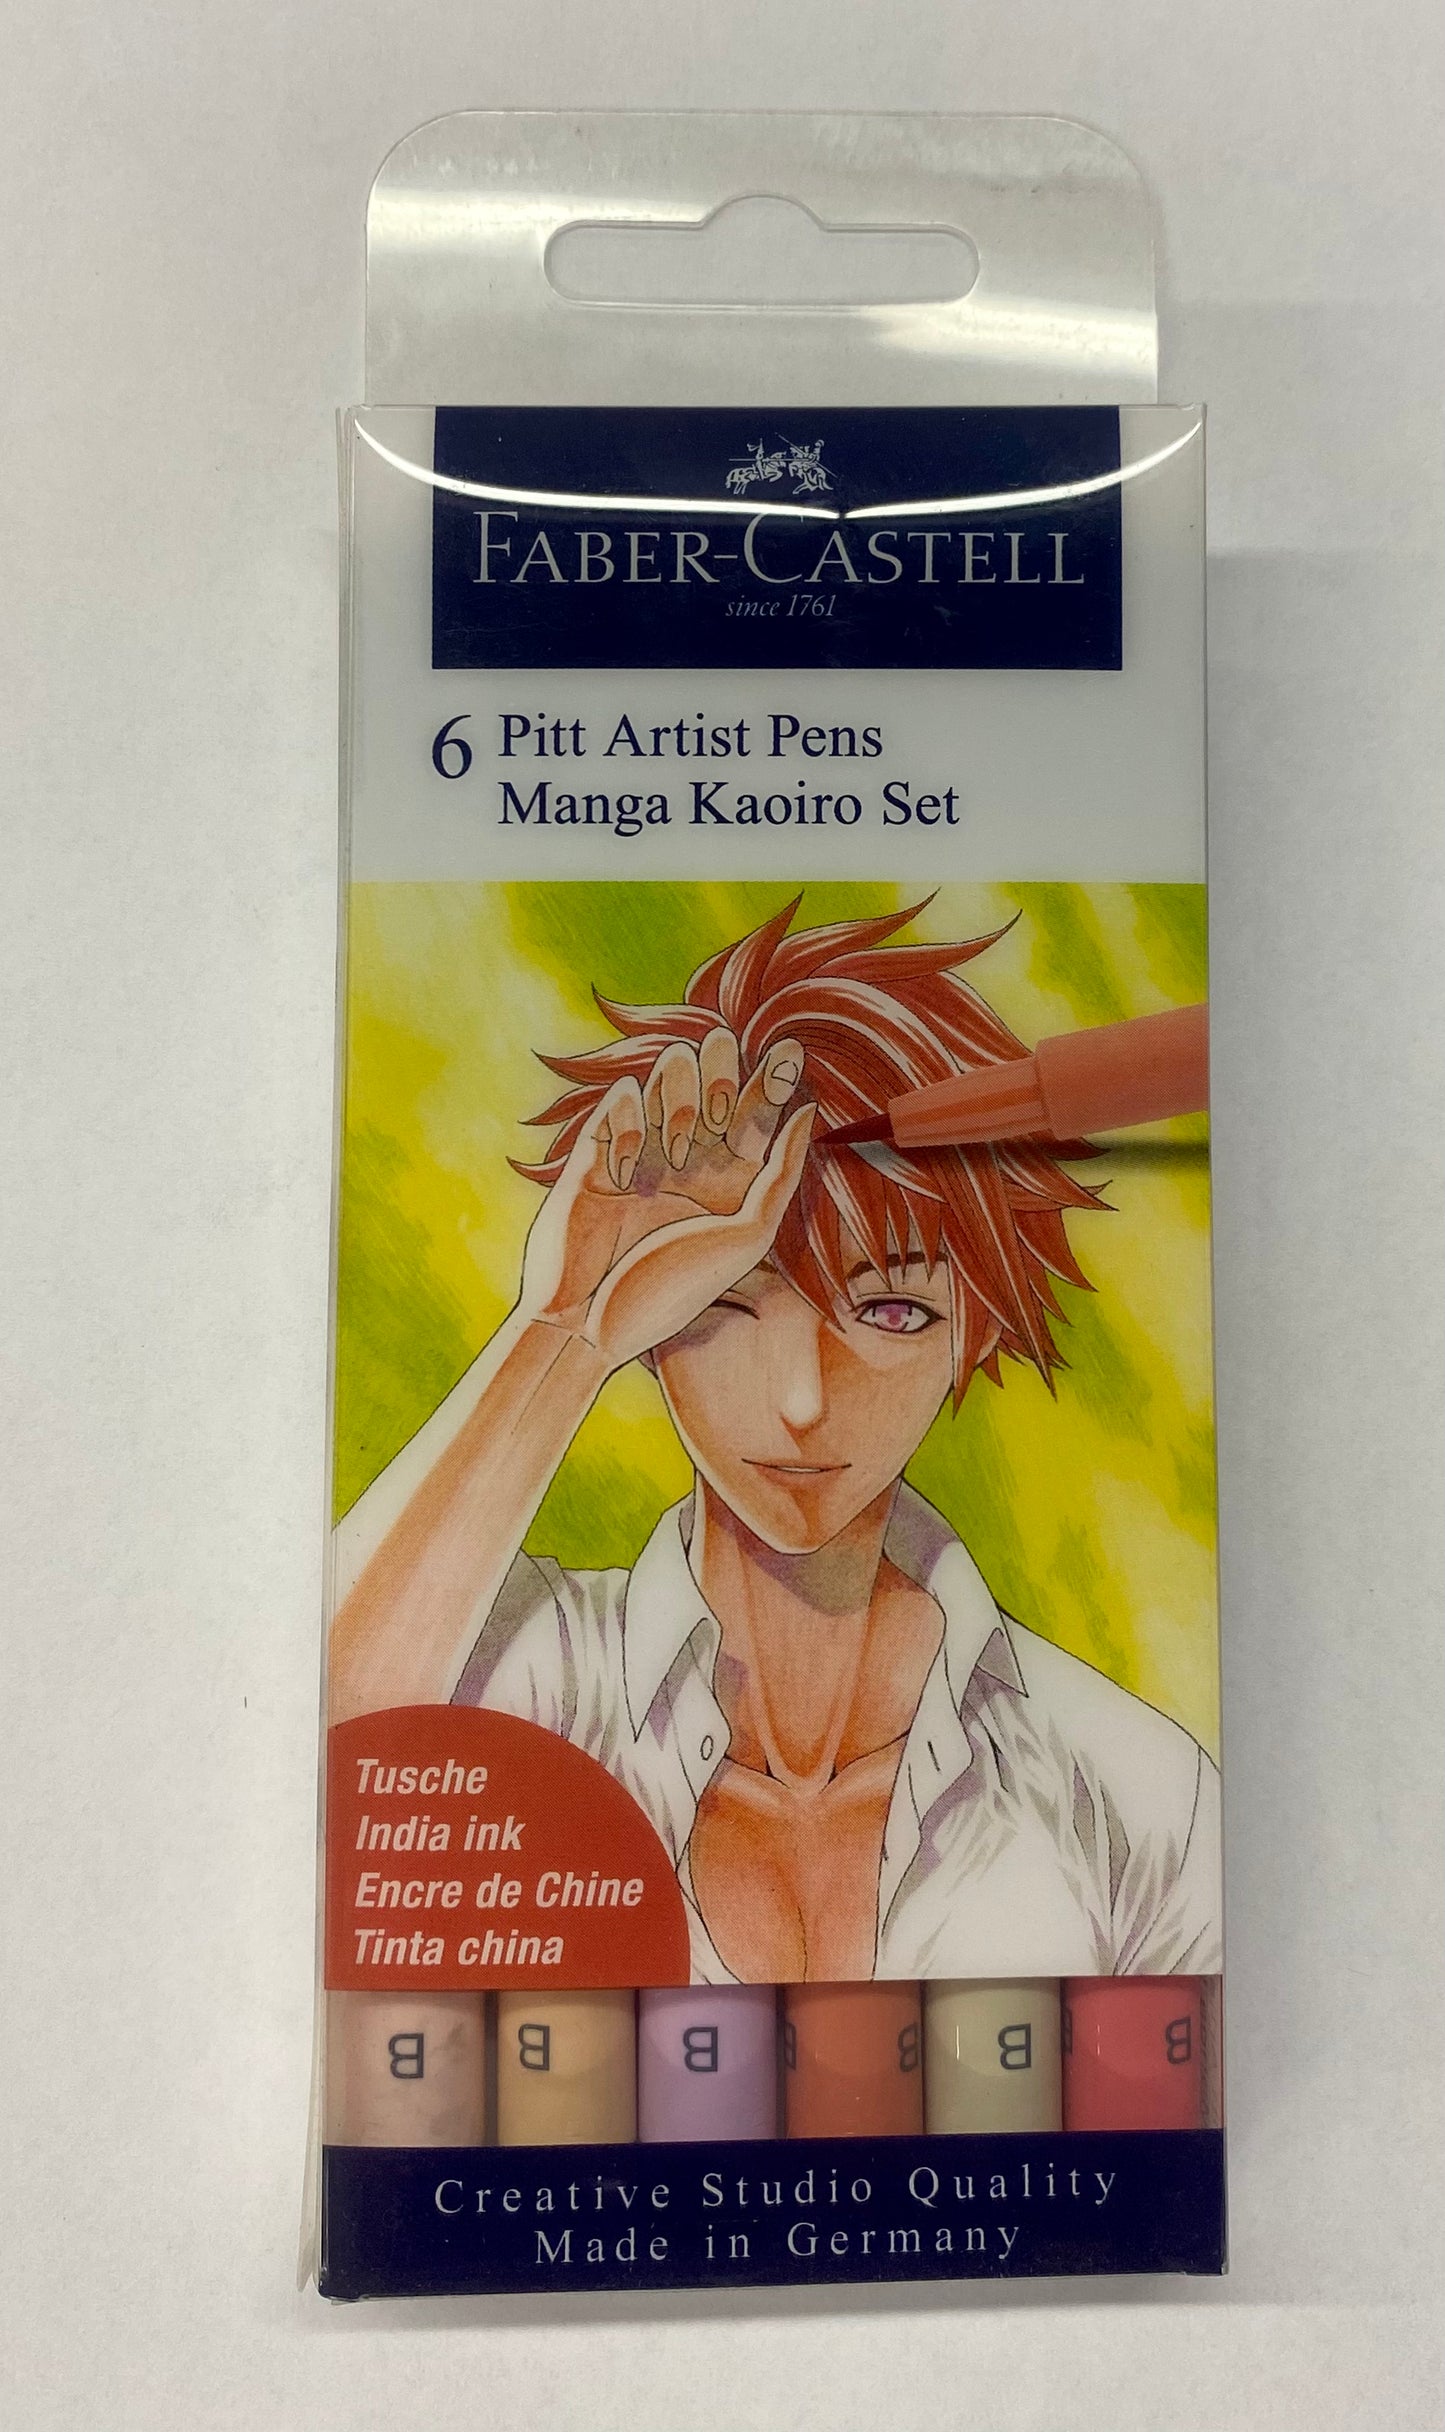 FABER-CASTELL
since 1761
6 Pitt Artist Pens
Manga Kaoiro Set
Tusche
India ink
Encre de Chine
Tinta china
B B B B B B
Creative Studio Quality
Made in Germany